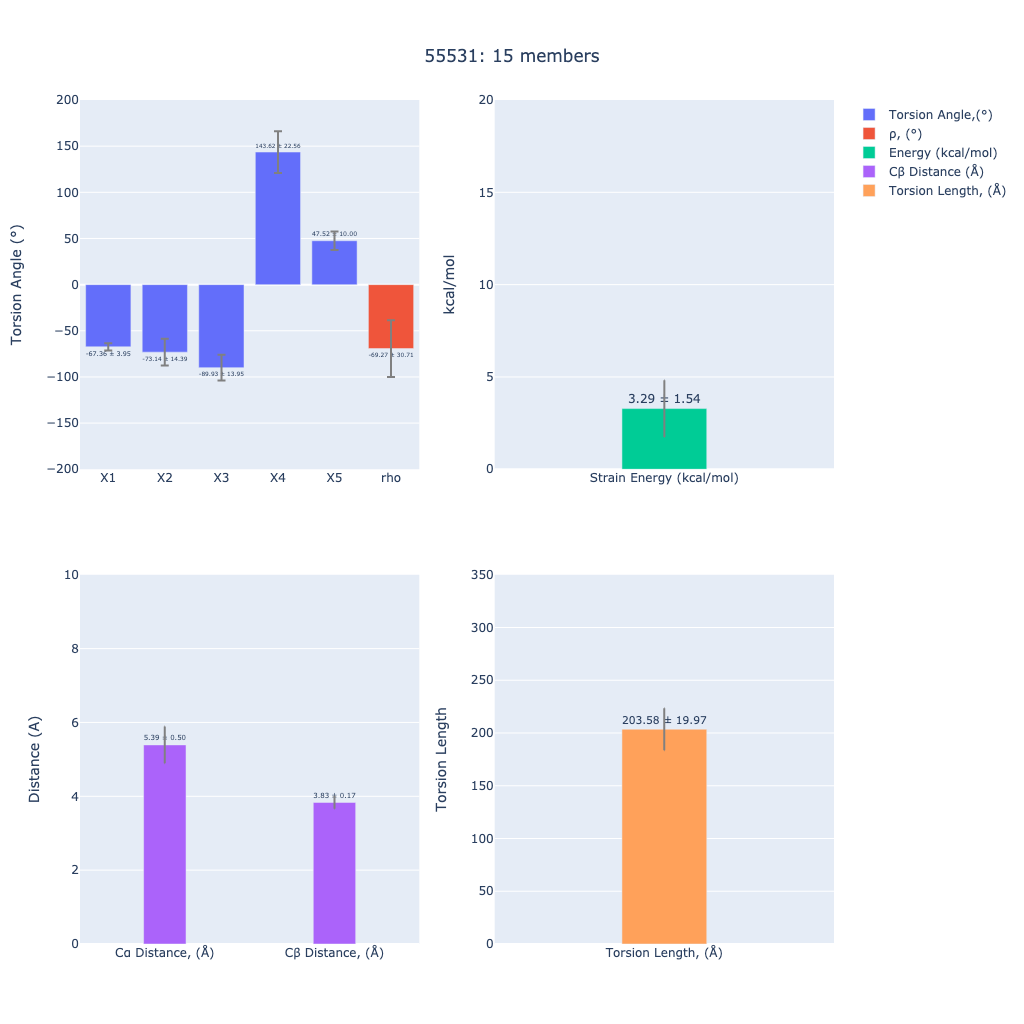 55531: 15 members
200
150
100
50
0
−50
−100
−150
−200
Torsion Angle (°)
143.62 ± 22.56
47.52 ± 10.00
-67.36 ± 3.95
-73.14 ± 14.39
-89.93 ± 13.95
-69.27 ± 30.71
X1 X2 X3 X4 X5 rho
20
15
10
5
0
kcal/mol
3.29 ± 1.54
Strain Energy (kcal/mol)
Torsion Angle,(°)
ρ, (°)
Energy (kcal/mol)
Cβ Distance (Å)
Torsion Length, (Å)
10
8
6
4
2
0
Distance (A)
5.39 ± 0.50
3.83 ± 0.17
Cα Distance, (Å) Cβ Distance, (Å)
350
300
250
200
150
100
50
0
Torsion Length
203.58 ± 19.97
Torsion Length, (Å)